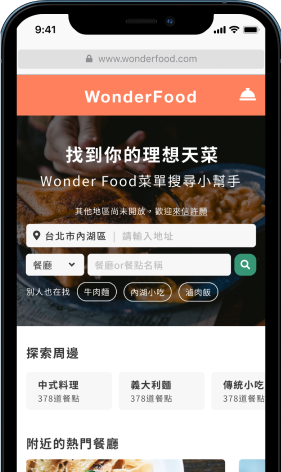 9:41
www.wonderfood.com
WonderFood
找到你的理想天菜
Wonder Food菜單搜尋小幫手
其他地區尚未開放，歡迎來信許願
台北市內湖區 | 請輸入地址
餐廳 餐廳or餐點名稱
別人也在找 牛肉麵 內湖小吃 滷肉飯
探索周邊
中式料理 義大利麵 傳統小吃
378道餐點 378道餐點 378道餐點
附近的熱門餐廳